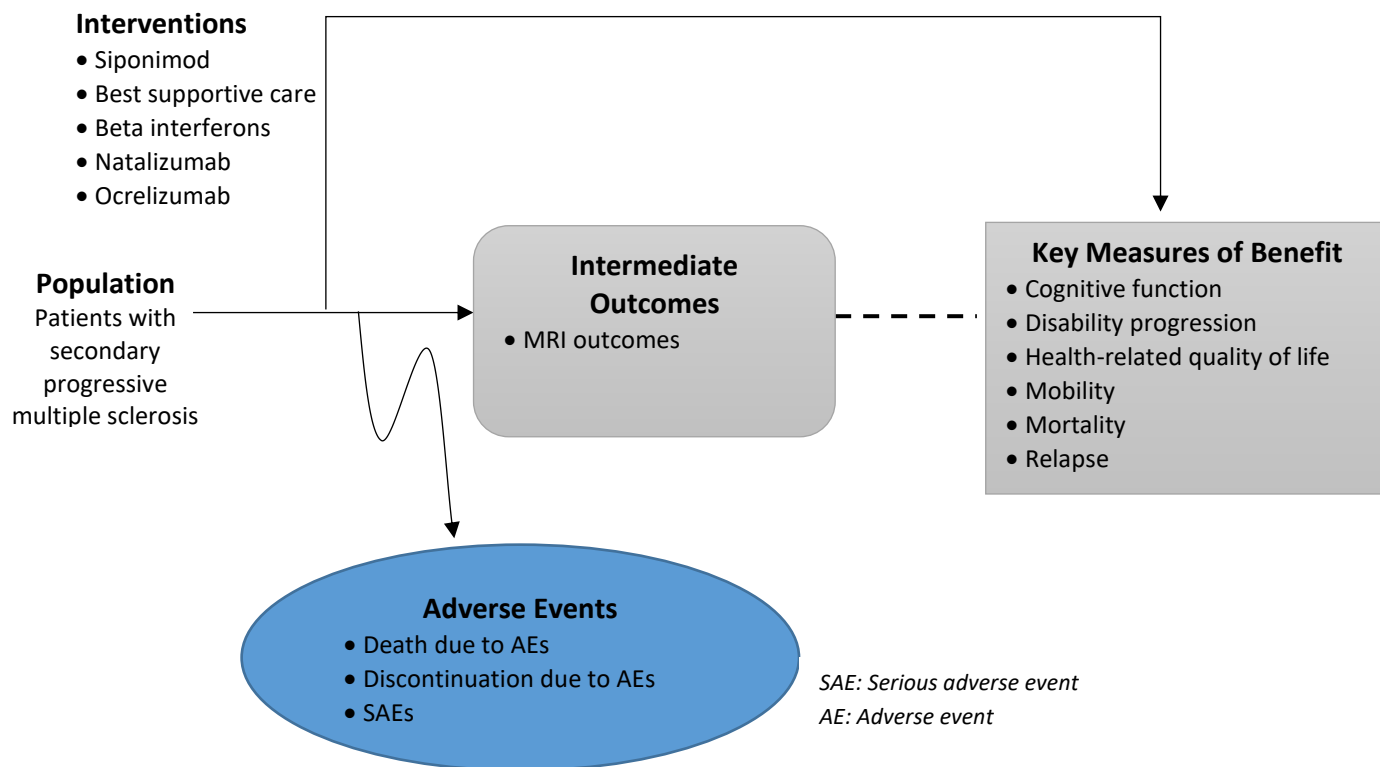 Interventions
• Siponimod
• Best supportive care
• Beta interferons
• Natalizumab
• Ocrelizumab
Population
Patients with
secondary
progressive
multiple sclerosis
Intermediate
Outcomes
• MRI outcomes
Key Measures of Benefit
• Cognitive function
• Disability progression
• Health-related quality of life
• Mobility
• Mortality
• Relapse
Adverse Events
• Death due to AEs
• Discontinuation due to AEs
• SAEs
SAE: Serious adverse event
AE: Adverse event